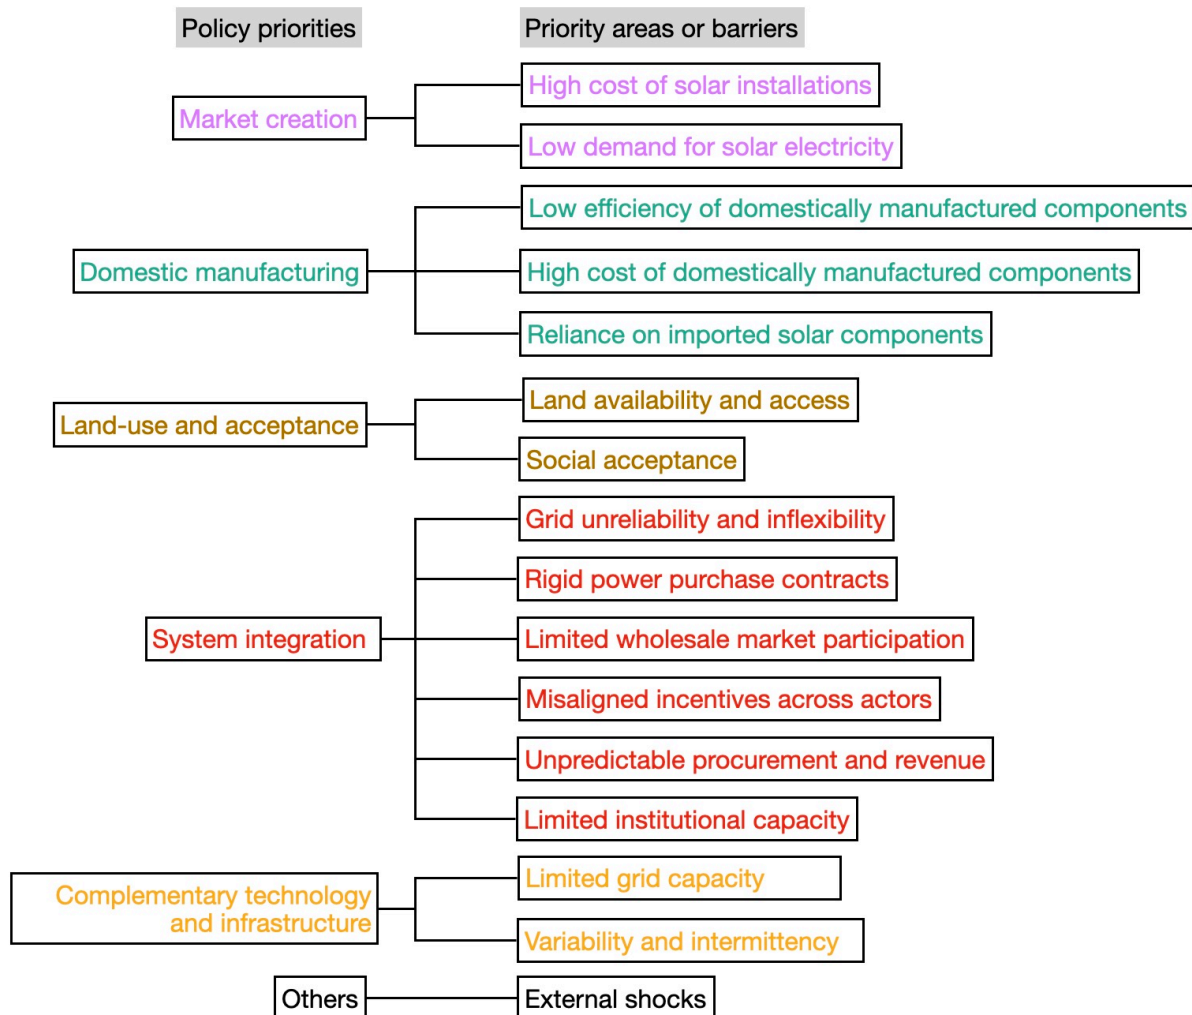 Policy priorities
Priority areas or barriers
Market creation
High cost of solar installations
Low demand for solar electricity
Domestic manufacturing
Low efficiency of domestically manufactured components
High cost of domestically manufactured components
Reliance on imported solar components
Land-use and acceptance
Land availability and access
Social acceptance
System integration
Grid unreliability and inflexibility
Rigid power purchase contracts
Limited wholesale market participation
Misaligned incentives across actors
Unpredictable procurement and revenue
Limited institutional capacity
Complementary technology
and infrastructure
Limited grid capacity
Variability and intermittency
Others
External shocks